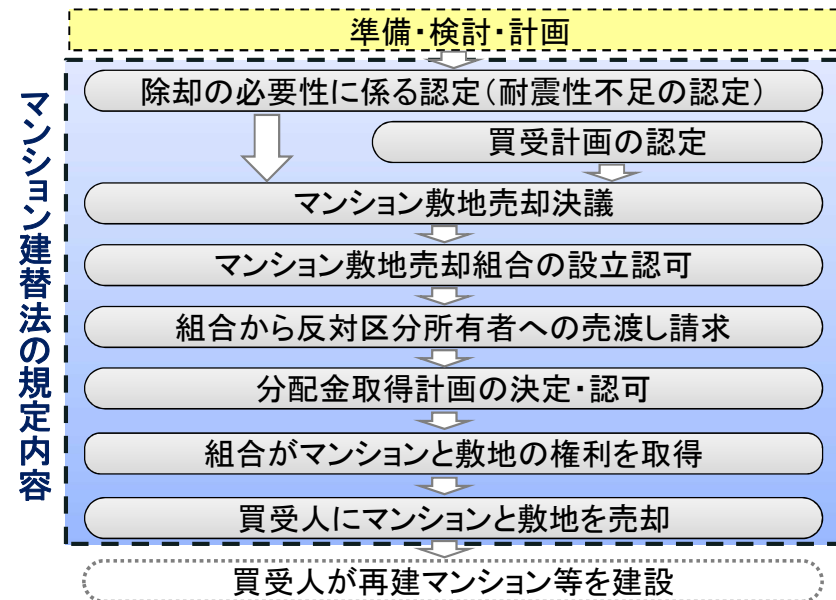 準備・検討・計画
マンション建替法の規定内容
除却の必要性に係る認定(耐震性不足の認定)
買受計画の認定
マンション敷地売却決議
マンション敷地売却組合の設立認可
組合から反対区分所有者への売渡し請求
分配金取得計画の決定・認可
組合がマンションと敷地の権利を取得
買受人にマンションと敷地を売却
買受人が再建マンション等を建設